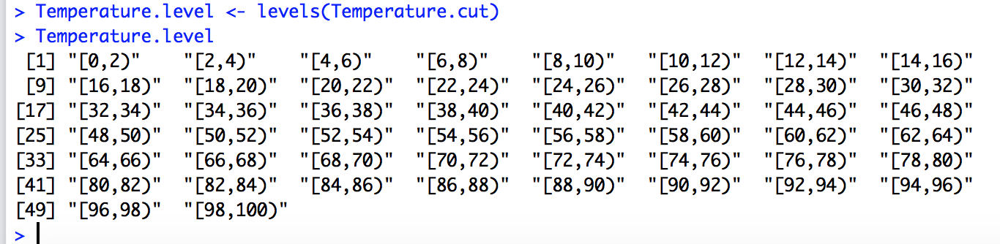 > Temperature.level <- levels(Temperature.cut)
> Temperature.level
 [1] "[0,2)"    "[2,4)"    "[4,6)"    "[6,8)"    "[8,10)"   "[10,12)"  "[12,14)"  "[14,16)"
 [9] "[16,18)"  "[18,20)"  "[20,22)"  "[22,24)"  "[24,26)"  "[26,28)"  "[28,30)"  "[30,32)"
[17] "[32,34)"  "[34,36)"  "[36,38)"  "[38,40)"  "[40,42)"  "[42,44)"  "[44,46)"  "[46,48)"
[25] "[48,50)"  "[50,52)"  "[52,54)"  "[54,56)"  "[56,58)"  "[58,60)"  "[60,62)"  "[62,64)"
[33] "[64,66)"  "[66,68)"  "[68,70)"  "[70,72)"  "[72,74)"  "[74,76)"  "[76,78)"  "[78,80)"
[41] "[80,82)"  "[82,84)"  "[84,86)"  "[86,88)"  "[88,90)"  "[90,92)"  "[92,94)"  "[94,96)"
[49] "[96,98)"  "[98,100)"
>